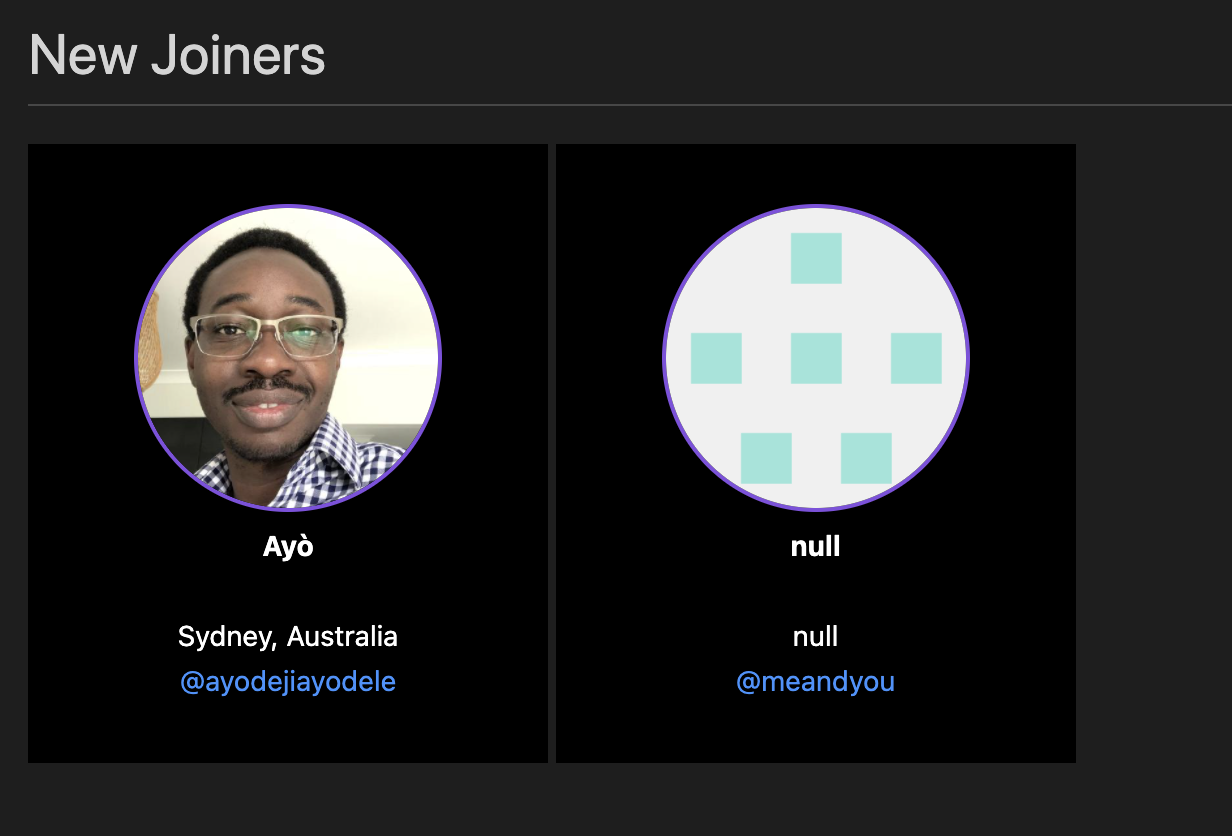 New Joiners
Ayò
Sydney, Australia
@ayodejiayodele
null
null
@meandyou